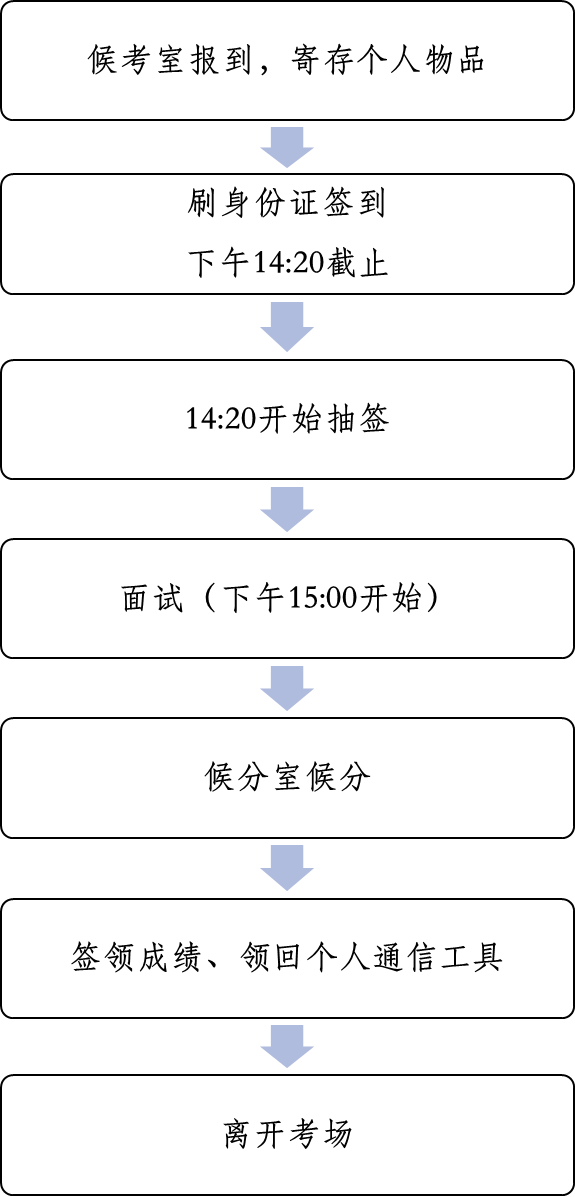 候考室报到，寄存个人物品
刷身份证签到
下午14:20截止
14:20开始抽签
面试（下午15:00开始）
候分室候分
签领成绩、领回个人通信工具
离开考场